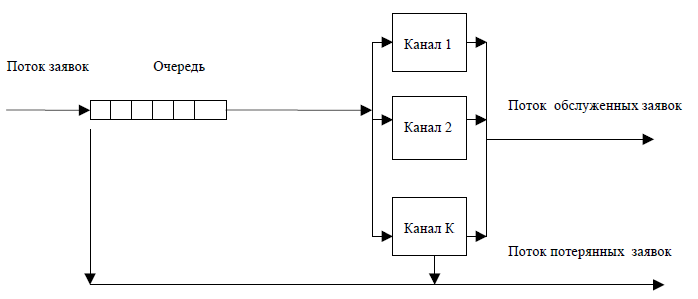 Поток заявок
Очередь
Канал 1
Канал 2
Поток обслуженных заявок
Канал К
Поток потерянных заявок